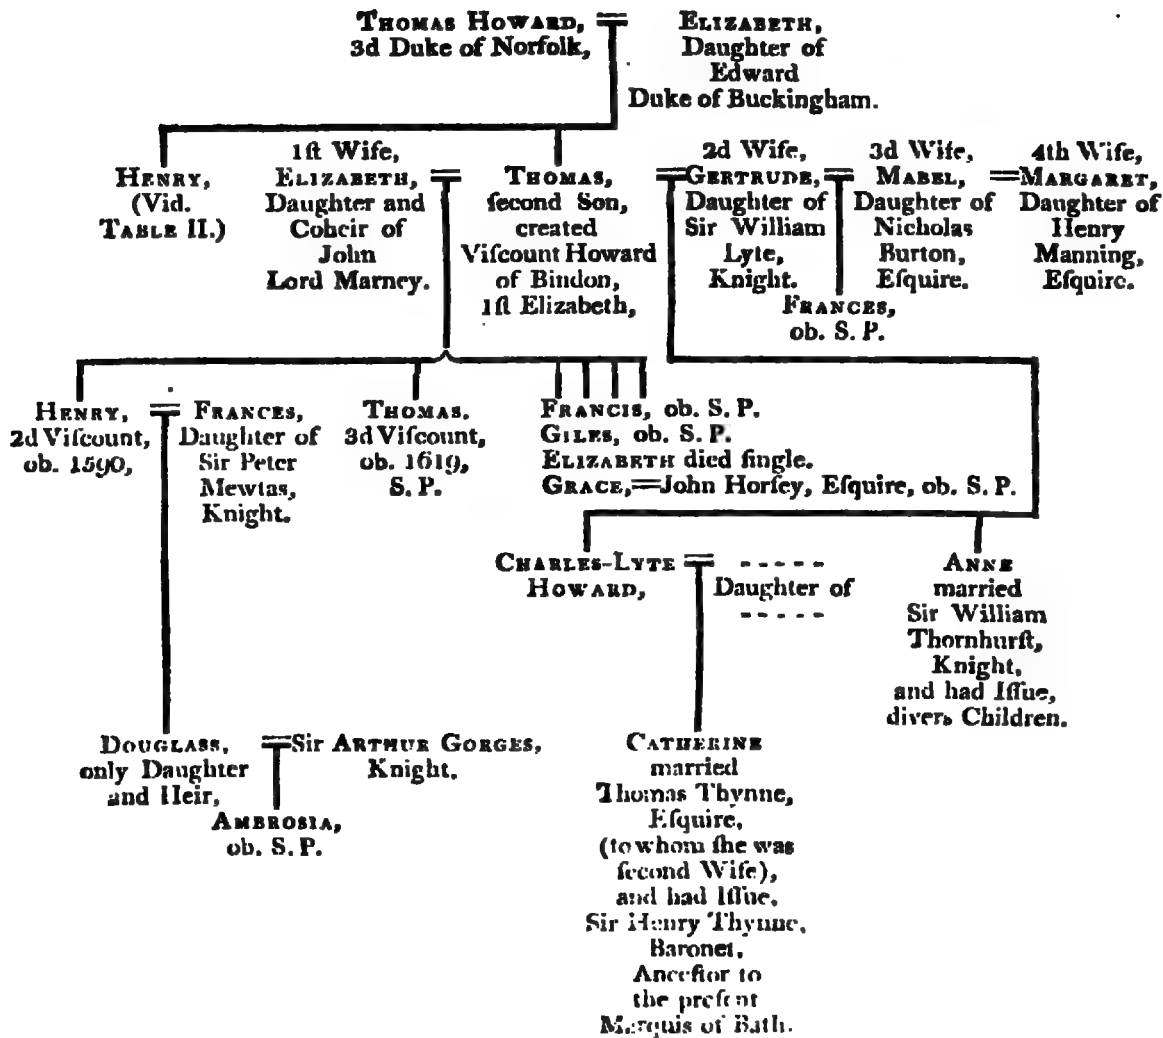 THOMAS HOWARD,
3d Duke of Norfolk,
=
ELIZABETH,
Daughter of
Edward
Duke of Buckingham.
HENRY,
(Vid.
TABLE II.)
1ſt Wife,
ELIZABETH,
Daughter and
Coheir of
John
Lord Marney.
=
THOMAS,
ſecond Son,
created
Viſcount Howard
of Bindon,
1ſt Elizabeth,
=
2d Wife,
GERTRUDE,
Daughter of
Sir William
Lyte,
Knight.
=
3d Wife,
MABEL,
Daughter of
Nicholas
Burton,
Eſquire.
=
4th Wife,
MARGARET,
Daughter of
Henry
Manning,
Eſquire.
FRANCES,
ob. S. P.
HENRY,
2d Viſcount,
ob. 1590,
=
FRANCES,
Daughter of
Sir Peter
Mewtas,
Knight.
THOMAS.
3d Viſcount,
ob. 1619,
S. P.
FRANCIS, ob. S. P.
GILES, ob. S. P.
ELIZABETH died ſingle.
GRACE,=John Horſey, Eſquire, ob. S. P.
CHARLES-LYTE
HOWARD,
=
- - - - -
Daughter of
- - - - -
ANNE
married
Sir William
Thornhurſt,
Knight,
and had Iſſue,
divers Children.
DOUGLASS,
only Daughter
and Heir,
=
Sir ARTHUR GORGES,
Knight.
AMBROSIA,
ob. S. P.
CATHERINE
married
Thomas Thynne,
Eſquire,
(to whom ſhe was
ſecond Wife),
and had Iſſue,
Sir Henry Thynne,
Baronet,
Anceſtor to
the preſent
Marquis of Bath.